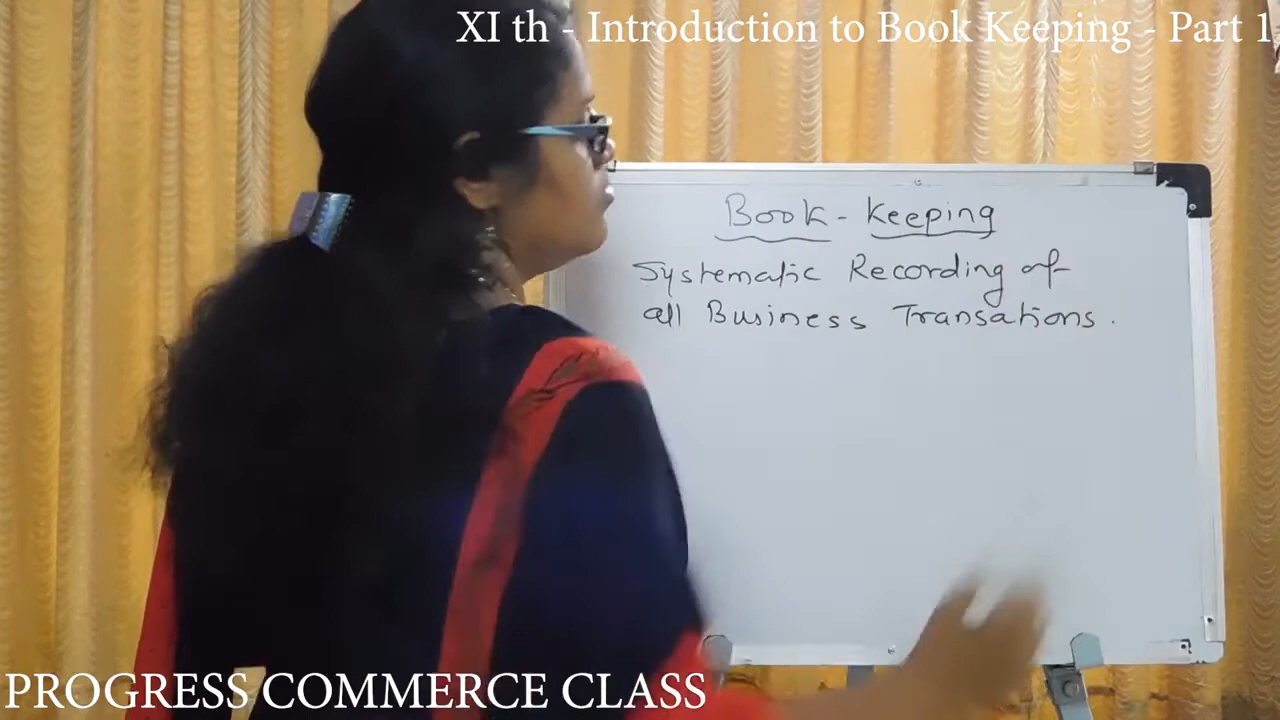 XI th - Introduction to Book Keeping - Part 1
Book - Keeping
Systematic Recording of
all Business Transations.
PROGRESS COMMERCE CLASS